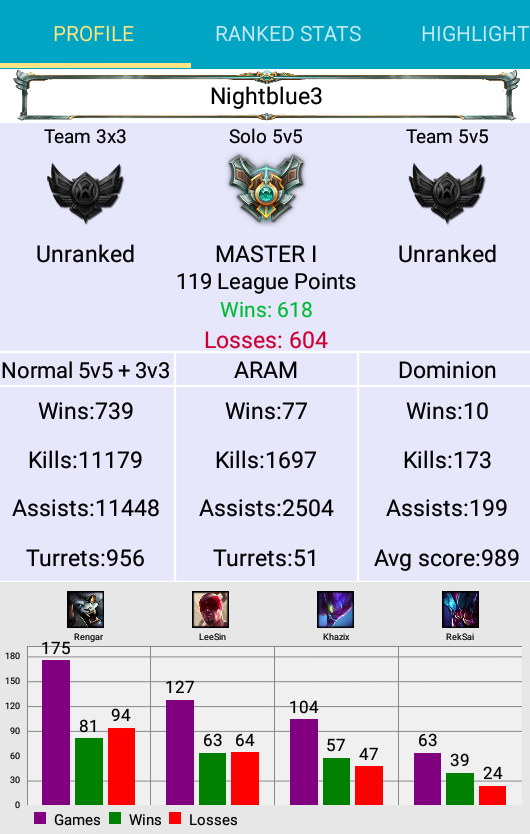 PROFILE RANKED STATS HIGHLIGHT
Nightblue3
Team 3x3 Solo 5v5 Team 5v5
Unranked MASTER I Unranked
119 League Points
Wins: 618
Losses: 604
Normal 5v5 + 3v3 ARAM Dominion
Wins:739 Wins:77 Wins:10
Kills:11179 Kills:1697 Kills:173
Assists:11448 Assists:2504 Assists:199
Turrets:956 Turrets:51 Avg score:989
Rengar LeeSin Khazix RekSai
180
150
120
90
60
30
0
175 81 94 127 63 64 104 57 47 63 39 24
Games Wins Losses